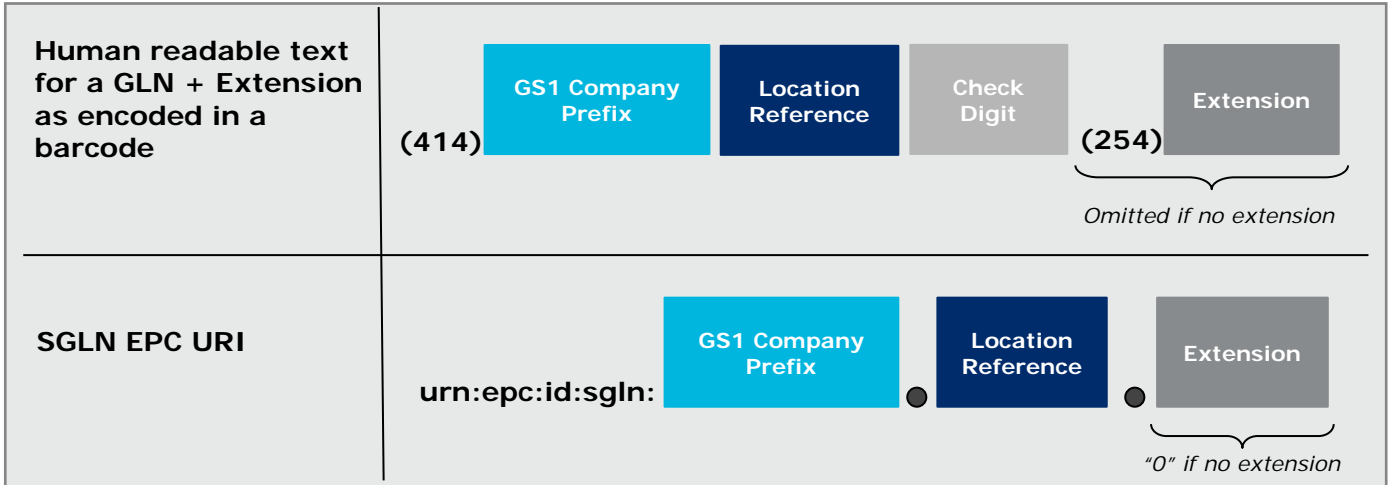 Human readable text
for a GLN + Extension
as encoded in a
barcode
(414)
GS1 Company
Prefix
Location
Reference
Check
Digit
(254)
Extension
Omitted if no extension
SGLN EPC URI
urn:epc:id:sgln:
GS1 Company
Prefix
Location
Reference
Extension
“0” if no extension